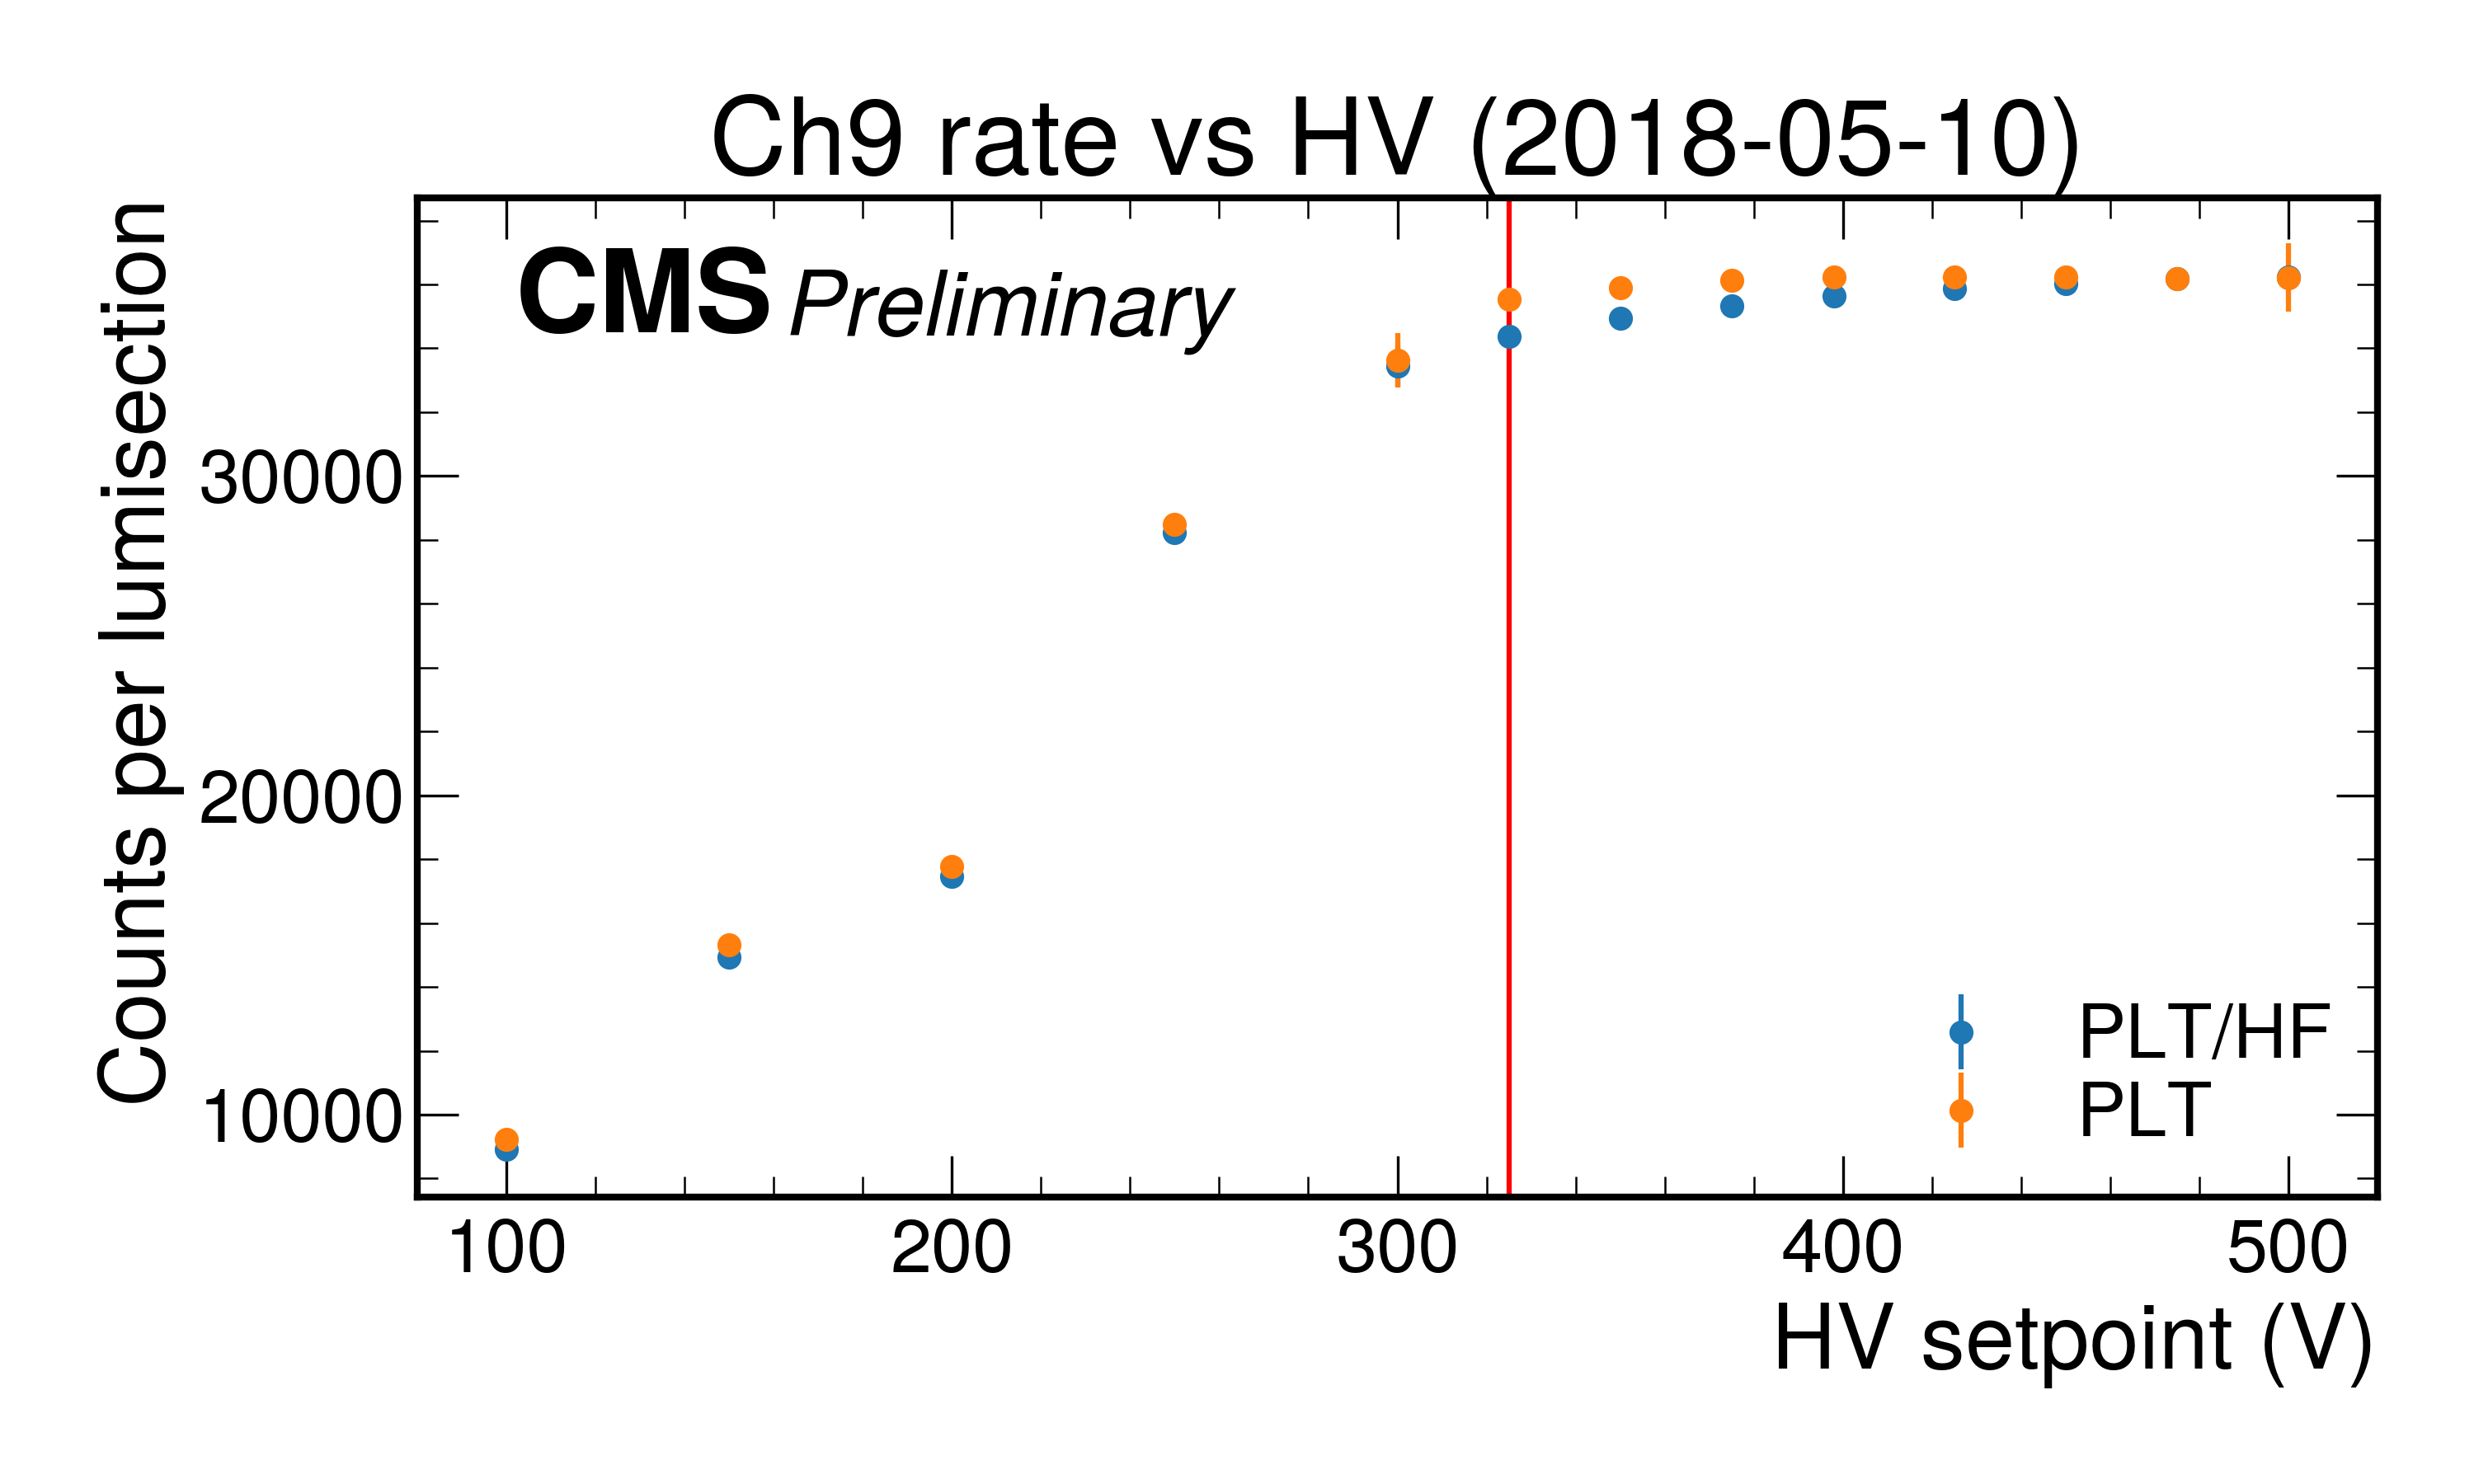 Ch9 rate vs HV (2018-05-10)
CMS Preliminary
Counts per lumisection
30000
20000
10000
PLT/HF
PLT
100 200 300 400 500
HV setpoint (V)